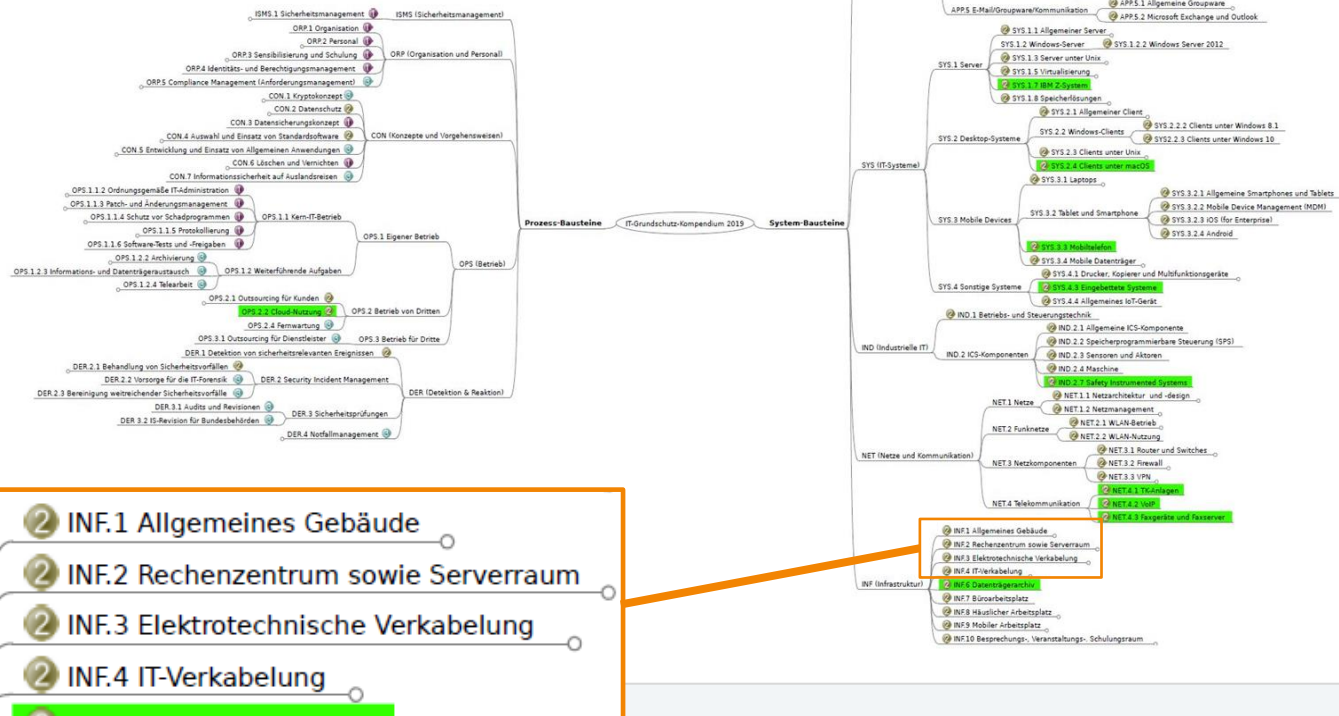 ISMS.1 Sicherheitsmanagement
ISMS (Sicherheitsmanagement)
ORP.1 Organisation
ORP.2 Personal
ORP.3 Sensibilisierung und Schulung
ORP (Organisation und Personal)
ORP.4 Identitäts- und Berechtigungsmanagement
ORP.5 Compliance Management (Anforderungsmanagement)
CON.1 Kryptokonzept
CON.2 Datenschutz
CON.3 Datensicherungskonzept
CON.4 Auswahl und Einsatz von Standardsoftware
CON (Konzepte und Vorgehensweisen)
CON.5 Entwicklung und Einsatz von Allgemeinen Anwendungen
CON.6 Löschen und Vernichten
CON.7 Informationssicherheit auf Auslandsreisen
OPS.1.1.2 Ordnungsgemäße IT-Administration
OPS.1.1.3 Patch- und Änderungsmanagement
OPS.1.1.4 Schutz vor Schadprogrammen
OPS.1.1 Kern-IT-Betrieb
OPS.1.1.5 Protokollierung
OPS.1.1.6 Software-Tests und -Freigaben
OPS.1 Eigener Betrieb
OPS.1.2.2 Archivierung
OPS.1.2.3 Informations- und Datenträgeraustausch
OPS.1.2 Weiterführende Aufgaben
OPS.1.2.4 Telearbeit
OPS (Betrieb)
OPS.2.1 Outsourcing für Kunden
OPS.2.2 Cloud-Nutzung
OPS.2 Betrieb von Dritten
OPS.2.4 Fernwartung
OPS.3.1 Outsourcing für Dienstleister
OPS.3 Betrieb für Dritte
DER.1 Detektion von sicherheitsrelevanten Ereignissen
DER.2.1 Behandlung von Sicherheitsvorfällen
DER.2.2 Vorsorge für die IT-Forensik
DER.2 Security Incident Management
DER.2.3 Bereinigung weitreichender Sicherheitsvorfälle
DER (Detektion & Reaktion)
DER.3.1 Audits und Revisionen
DER.3 Sicherheitsprüfungen
DER 3.2 IS-Revision für Bundesbehörden
DER.4 Notfallmanagement
Prozess-Bausteine
IT-Grundschutz-Kompendium 2019
System-Bausteine
APP.5 E-Mail/Groupware/Kommunikation
APP.5.1 Allgemeine Groupware
APP.5.2 Microsoft Exchange und Outlook
SYS.1.1 Allgemeiner Server
SYS.1.2 Windows-Server
SYS.1.2.2 Windows Server 2012
SYS.1.3 Server unter Unix
SYS.1 Server
SYS.1.5 Virtualisierung
SYS.1.7 IBM Z-System
SYS.1.8 Speicherlösungen
SYS.2.1 Allgemeiner Client
SYS.2 Desktop-Systeme
SYS.2.2 Windows-Clients
SYS.2.2.2 Clients unter Windows 8.1
SYS2.2.3 Clients unter Windows 10
SYS.2.3 Clients unter Unix
SYS.2.4 Clients unter macOS
SYS (IT-Systeme)
SYS.3.1 Laptops
SYS.3 Mobile Devices
SYS.3.2 Tablet und Smartphone
SYS.3.2.1 Allgemeine Smartphones und Tablets
SYS.3.2.2 Mobile Device Management (MDM)
SYS.3.2.3 iOS (for Enterprise)
SYS.3.2.4 Android
SYS.3.3 Mobiltelefon
SYS.3.4 Mobile Datenträger
SYS.4 Sonstige Systeme
SYS.4.1 Drucker, Kopierer und Multifunktionsgeräte
SYS.4.3 Eingebettete Systeme
SYS.4.4 Allgemeines IoT-Gerät
IND.1 Betriebs- und Steuerungstechnik
IND (Industrielle IT)
IND.2 ICS-Komponenten
IND.2.1 Allgemeine ICS-Komponente
IND.2.2 Speicherprogrammierbare Steuerung (SPS)
IND.2.3 Sensoren und Aktoren
IND.2.4 Maschine
IND.2.7 Safety Instrumented Systems
NET.1 Netze
NET.1.1 Netzarchitektur und -design
NET.1.2 Netzmanagement
NET.2 Funknetze
NET.2.1 WLAN-Betrieb
NET.2.2 WLAN-Nutzung
NET (Netze und Kommunikation)
NET.3 Netzkomponenten
NET.3.1 Router und Switches
NET.3.2 Firewall
NET.3.3 VPN
NET.4 Telekommunikation
NET.4.1 TK-Anlagen
NET.4.2 VoIP
NET.4.3 Faxgeräte und Faxserver
INF.1 Allgemeines Gebäude
INF.2 Rechenzentrum sowie Serverraum
INF.3 Elektrotechnische Verkabelung
INF.4 IT-Verkabelung
INF (Infrastruktur)
INF.6 Datenträgerarchiv
INF.7 Büroarbeitsplatz
INF.8 Häuslicher Arbeitsplatz
INF.9 Mobiler Arbeitsplatz
INF.10 Besprechungs-, Veranstaltungs-. Schulungsraum
2 INF.1 Allgemeines Gebäude
2 INF.2 Rechenzentrum sowie Serverraum
2 INF.3 Elektrotechnische Verkabelung
2 INF.4 IT-Verkabelung